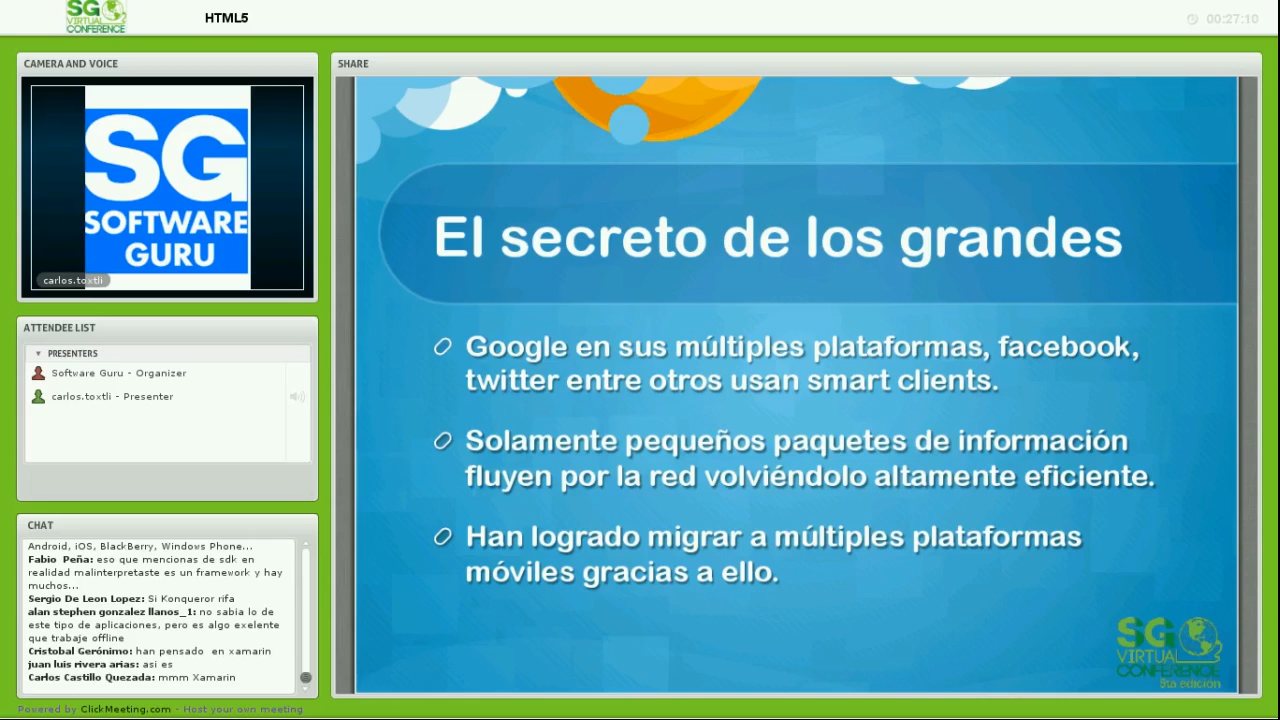 SG
VIRTUAL
CONFERENCE
HTML5
00:27:10
CAMERA AND VOICE
SG
SOFTWARE
GURU
carlos.toxtli
ATTENDEE LIST
PRESENTERS
Software Guru - Organizer
carlos.toxtli - Presenter
CHAT
Android, iOS, BlackBerry, Windows Phone...
Fabio Peña: eso que mencionas de sdk en
realidad malinterpretaste es un framework y hay
muchos...
Sergio De Leon Lopez: Si Konqueror rifa
alan stephen gonzalez llanos_1: no sabia lo de
este tipo de aplicaciones, pero es algo exelente
que trabaje offline
Cristobal Gerónimo: han pensado en xamarin
juan luis rivera arias: asi es
Carlos Castillo Quezada: mmm Xamarin
Powered by ClickMeeting.com - Host your own meeting
SHARE
El secreto de los grandes
Google en sus múltiples plataformas, facebook,
twitter entre otros usan smart clients.
Solamente pequeños paquetes de información
fluyen por la red volviéndolo altamente eficiente.
Han logrado migrar a múltiples plataformas
móviles gracias a ello.
SG
VIRTUAL
CONFERENCE
5ta edición